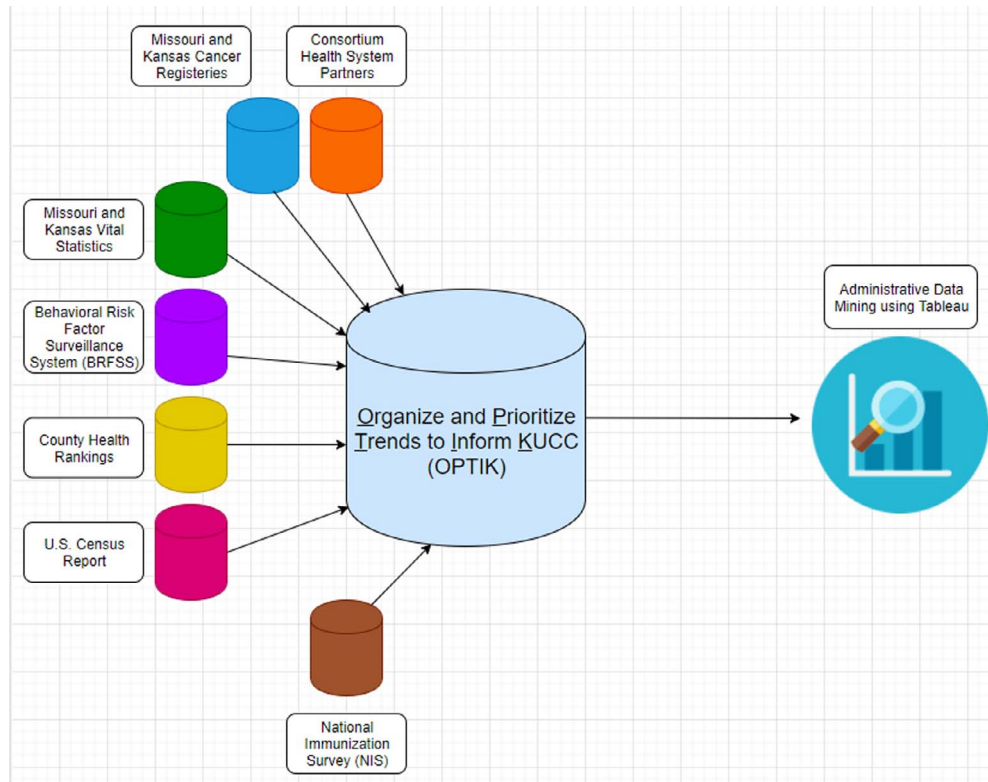 Missouri and
Kansas Cancer
Registeries
Consortium
Health System
Partners
Missouri and
Kansas Vital
Statistics
Behavioral Risk
Factor
Surveillance
System (BRFSS)
County Health
Rankings
U.S. Census
Report
National
Immunization
Survey (NIS)
Organize and Prioritize
Trends to Inform KUCC
(OPTIK)
Administrative Data
Mining using Tableau